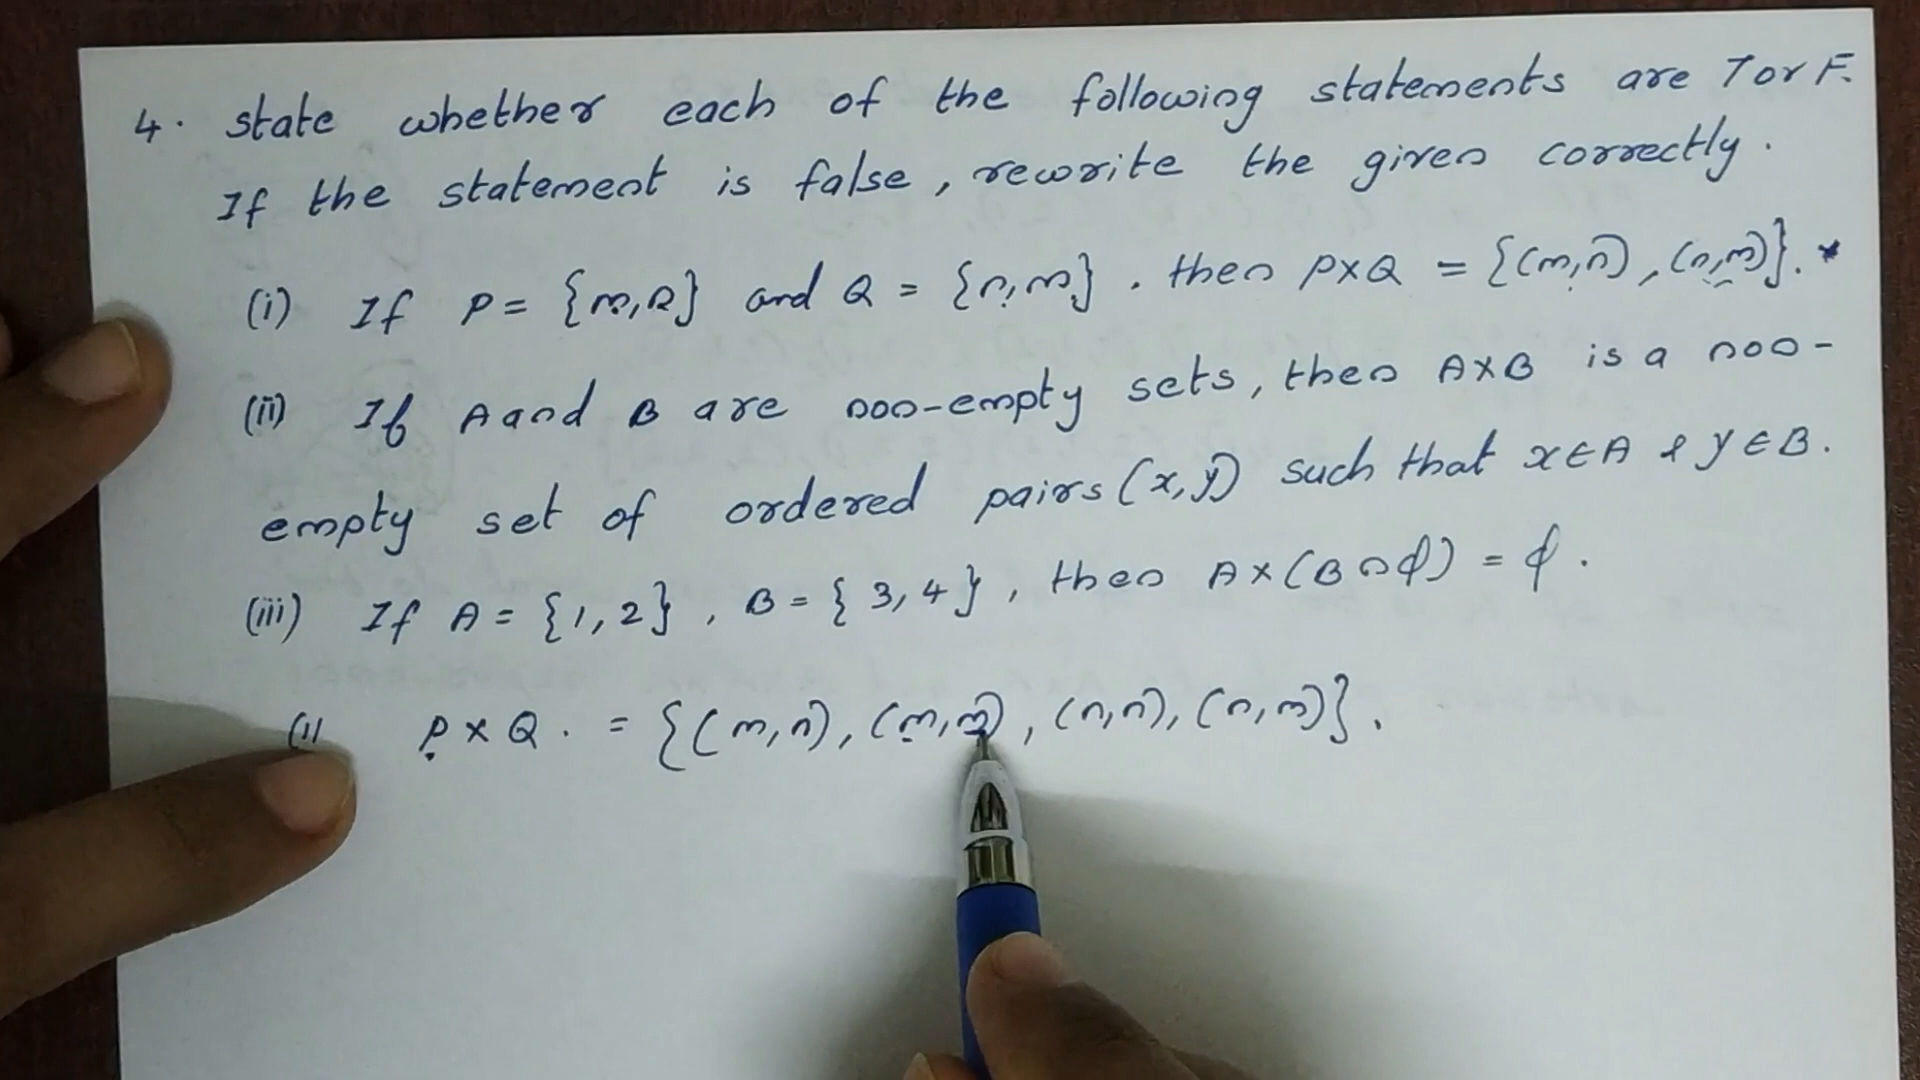 4. state whether each of the following statements are T or F.
If the statement is false, rewrite the given correctly.
(i) If P = {m,n} and Q = {n,m}. then P×Q = {(m,n),(n,m)}.*
(ii) If A and B are non-empty sets, then A×B is a non-
empty set of ordered pairs (x,y) such that x∈A & y∈B.
(iii) If A = {1,2}, B = {3,4}, then A×(B∩ϕ) = ϕ.
(i) P×Q. = {(m,n),(m,m),(n,n),(n,m)}.